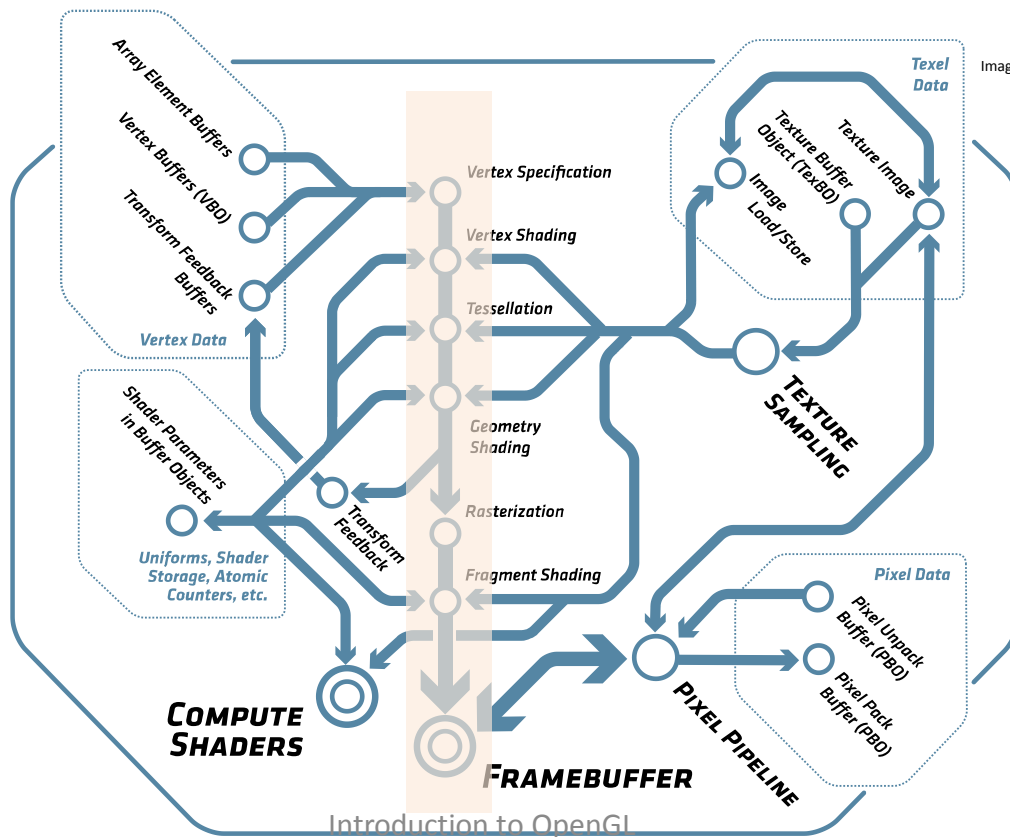 Array Element Buffers
Vertex Buffers (VBO)
Transform Feedback
Buffers
Vertex Data
Shader Parameters
in Buffer Objects
Uniforms, Shader
Storage, Atomic
Counters, etc.
Transform
Feedback
COMPUTE
SHADERS
Vertex Specification
Vertex Shading
Tessellation
Geometry
Shading
Rasterization
Fragment Shading
FRAMEBUFFER
Texel
Data
Imag
Texture Image
Texture Buffer
Object (TexBO)
Image
Load/Store
TEXTURE
SAMPLING
Pixel Data
Pixel Unpack
Buffer (PBO)
Pixel Pack
Buffer (PBO)
PIXEL PIPELINE
Introduction to OpenGL